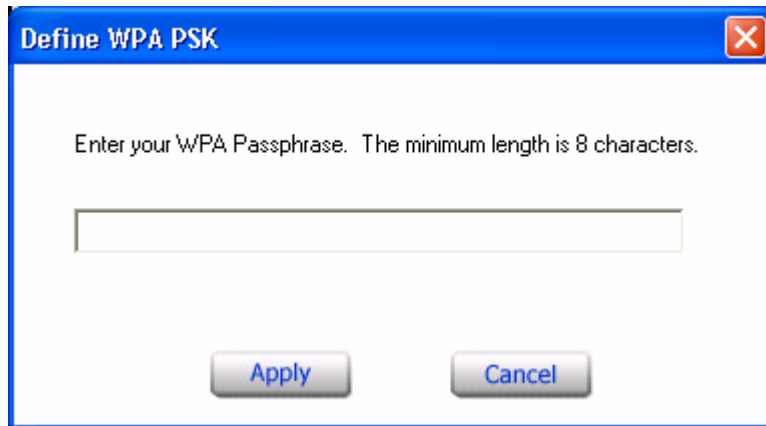 Define WPA PSK
Enter your WPA Passphrase. The minimum length is 8 characters.
Apply
Cancel